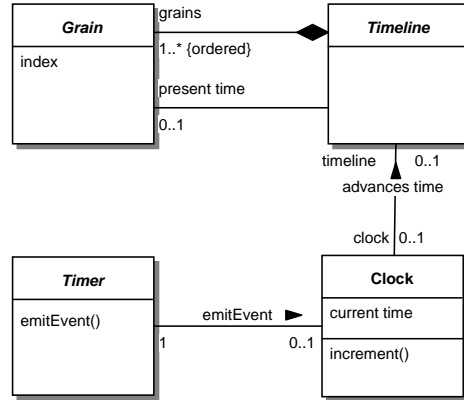 Grain
index
grains
1..* {ordered}
present time
0..1
Timeline
timeline 0..1
advances time
clock 0..1
Timer
emitEvent()
emitEvent
1 0..1
Clock
current time
increment()